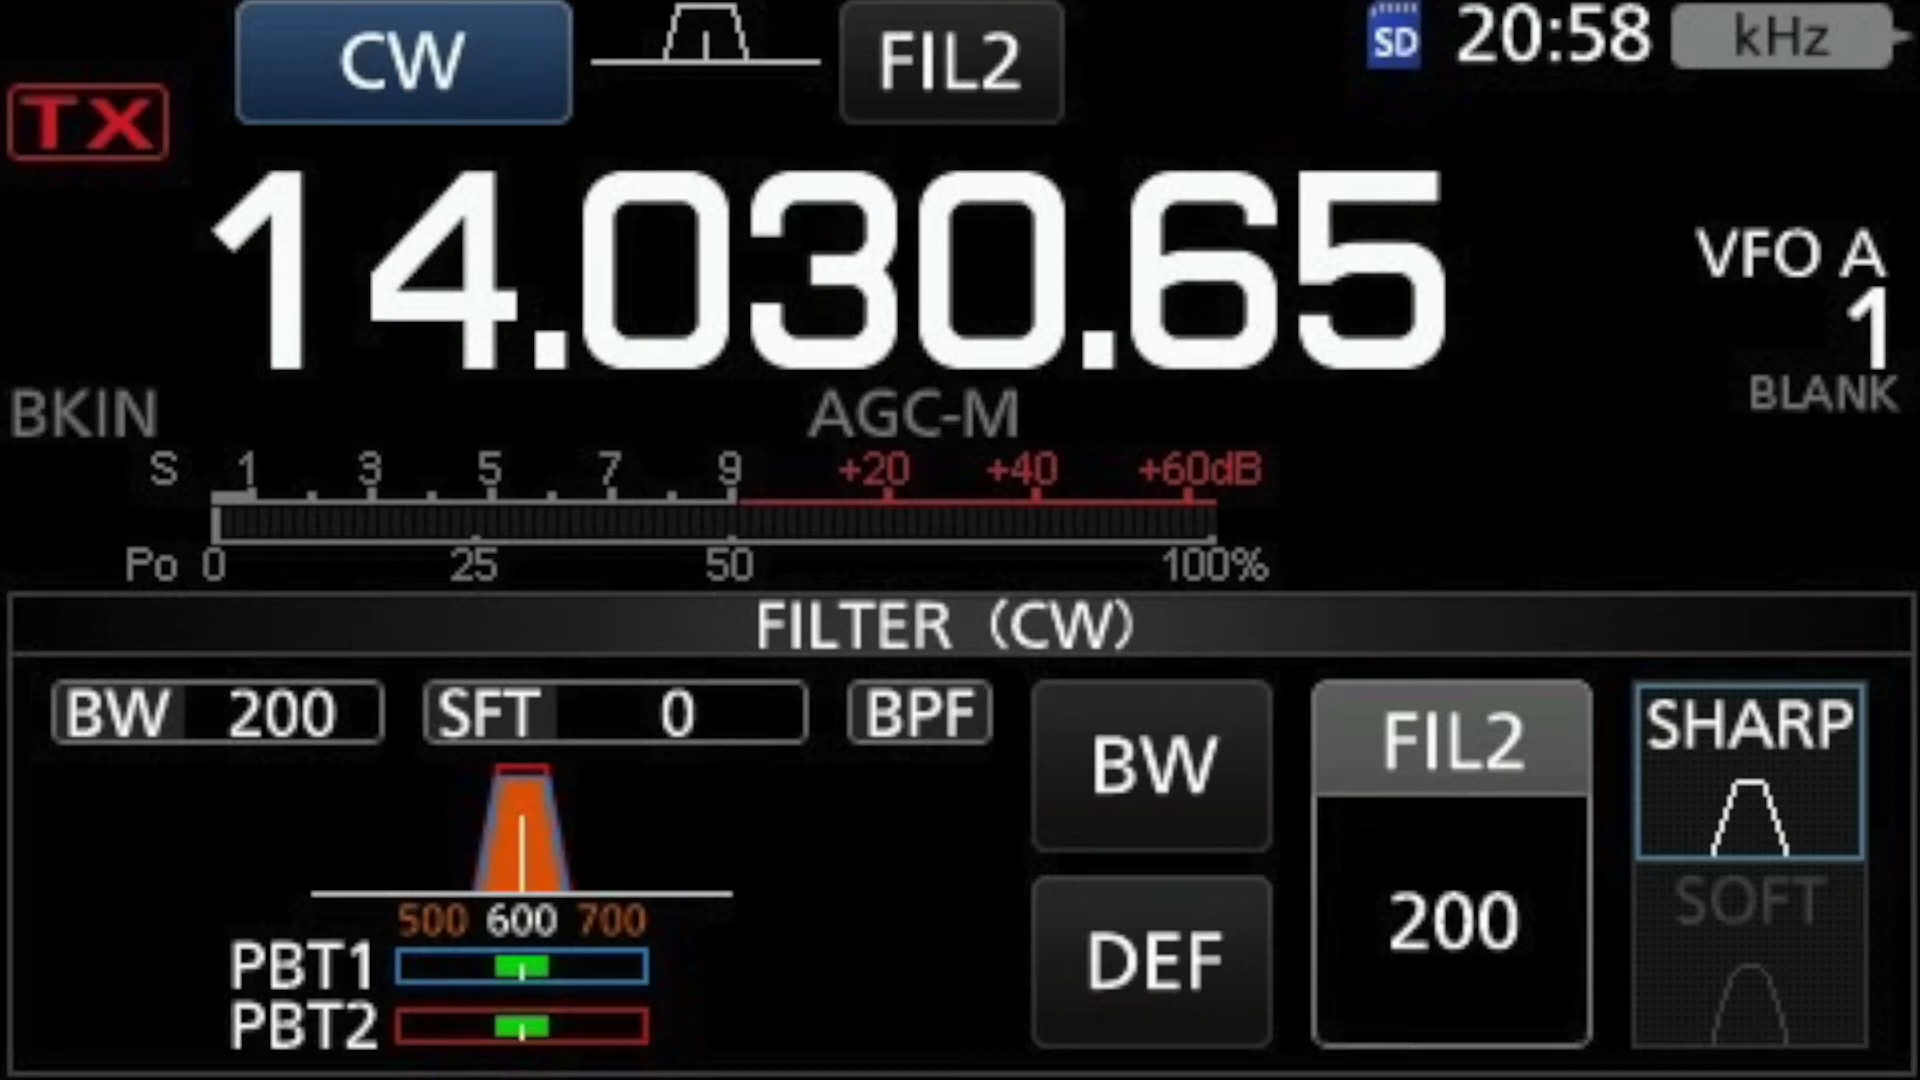 CW FIL2 SD 20:58 kHz
TX
14.030.65
VFO A
1
BKIN AGC-M BLANK
S 1 3 5 7 9 +20 +40 +60dB
Po 0 25 50 100%
FILTER (CW)
BW 200 SFT 0 BPF
BW
FIL2
SHARP
500 600 700
PBT1
PBT2
DEF
200
SOFT